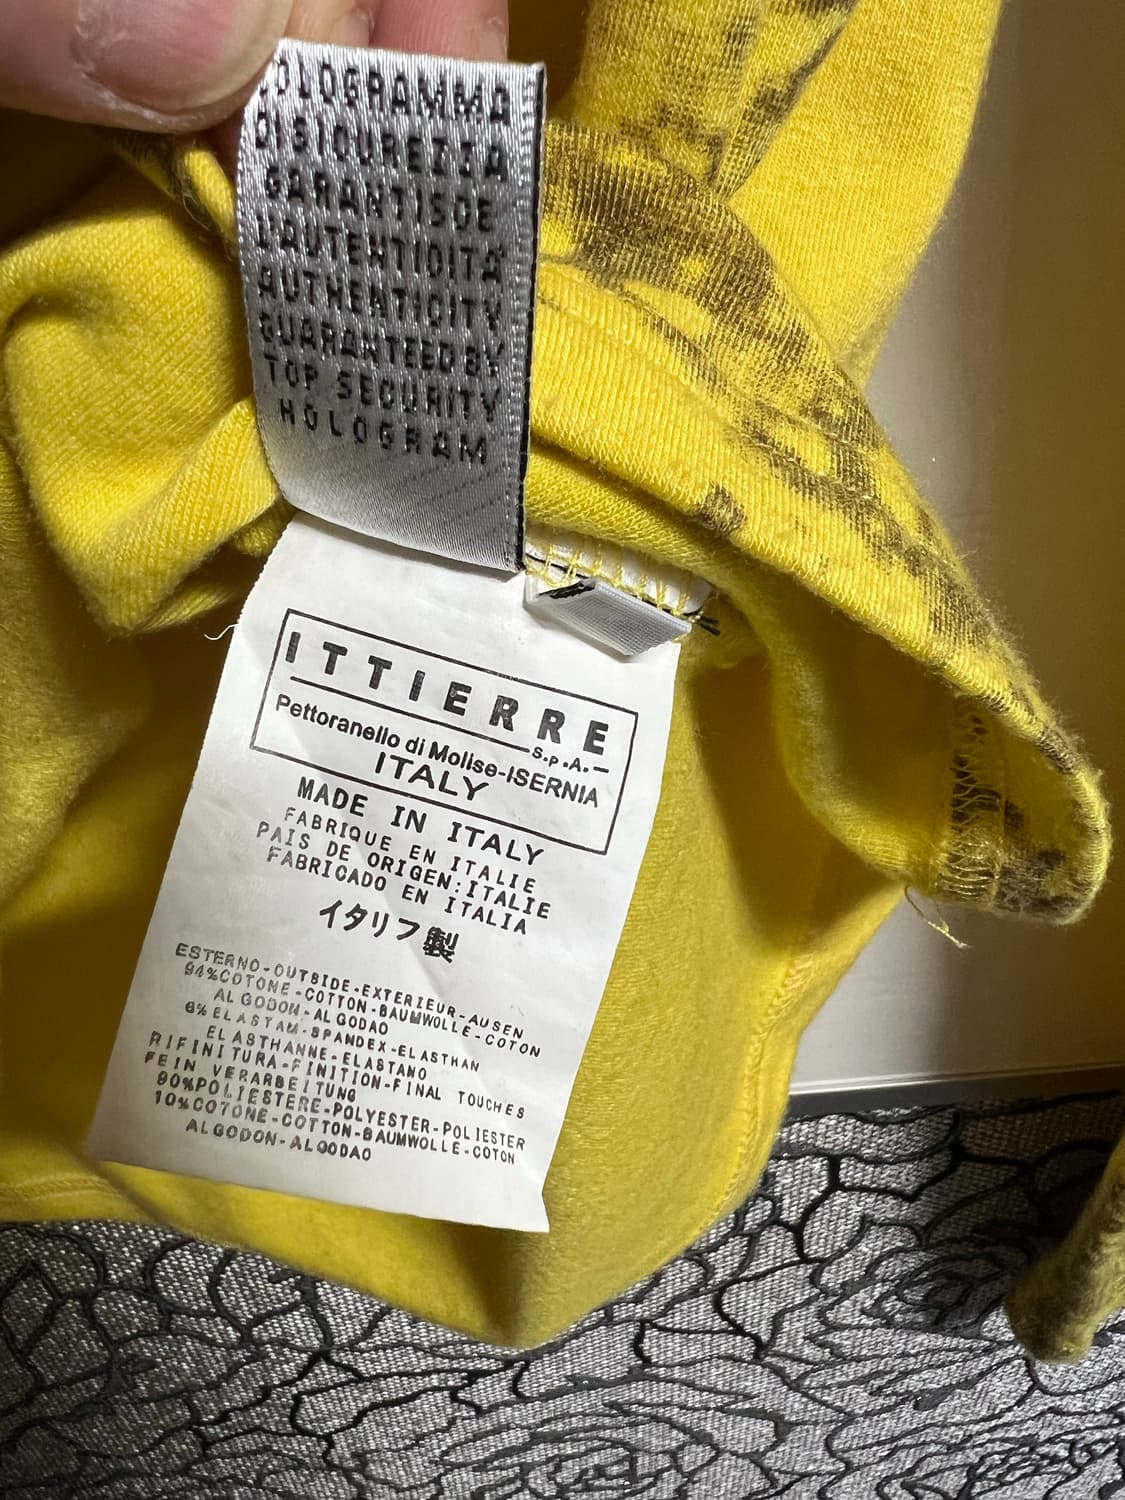 OLOGRAMMA
DI SICUREZZA
GARANTISCE
L'AUTENTICITÀ
AUTHENTICITY
GUARANTEED BY
TOP SECURITY
HOLOGRAM
ITTIERRE
S.p.A.
Pettoranello di Molise-ISERNIA
ITALY
MADE IN ITALY
FABRIQUE EN ITALIE
PAIS DE ORIGEN:ITALIE
FABRICADO EN ITALIA
イタリフ製
ESTERNO-OUTSIDE-EXTERIEUR-AUSEN
94%COTONE-COTTON-BAUMWOLLE-COTON
ALGODON-ALGODAO
6%ELASTAM-SPANDEX-ELASTHAN
ELASTHANNE-ELASTANO
RIFINITURA-FINITION-FINAL TOUCHES
FEIN VERARBEITUNG
90%POLIESTERE-POLYESTER-POLIESTER
10%COTONE-COTTON-BAUMWOLLE-COTON
ALGODON-ALGODAO